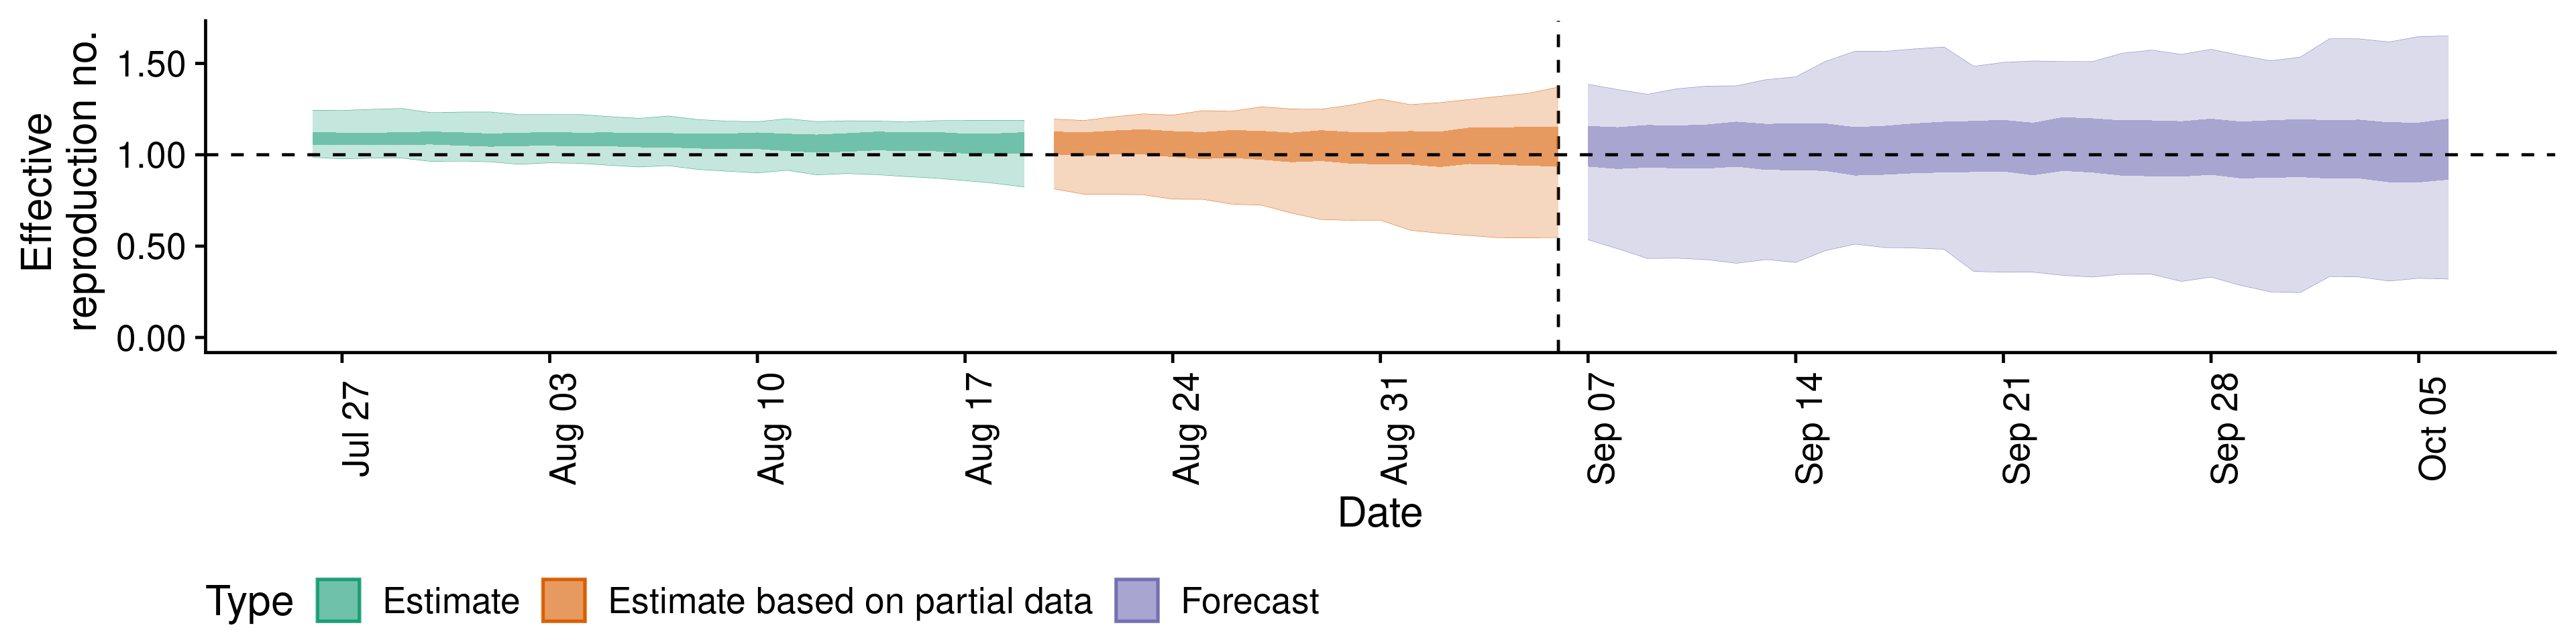 Effective
reproduction no.
1.50
1.00
0.50
0.00
Jul 27
Aug 03
Aug 10
Aug 17
Aug 24
Aug 31
Sep 07
Sep 14
Sep 21
Sep 28
Oct 05
Date
Type
Estimate
Estimate based on partial data
Forecast